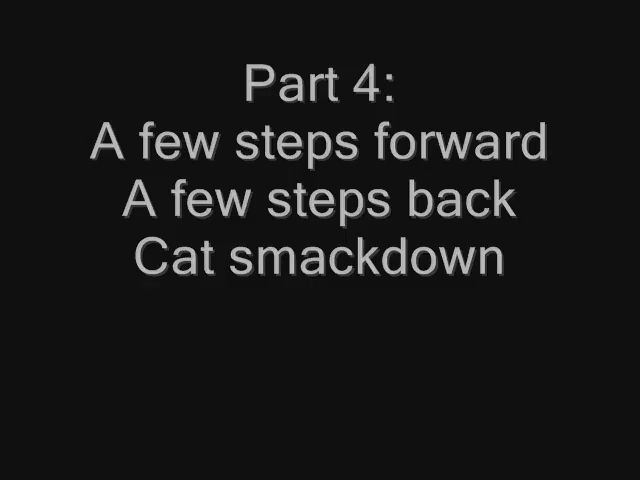 Part 4:
A few steps forward
A few steps back
Cat smackdown